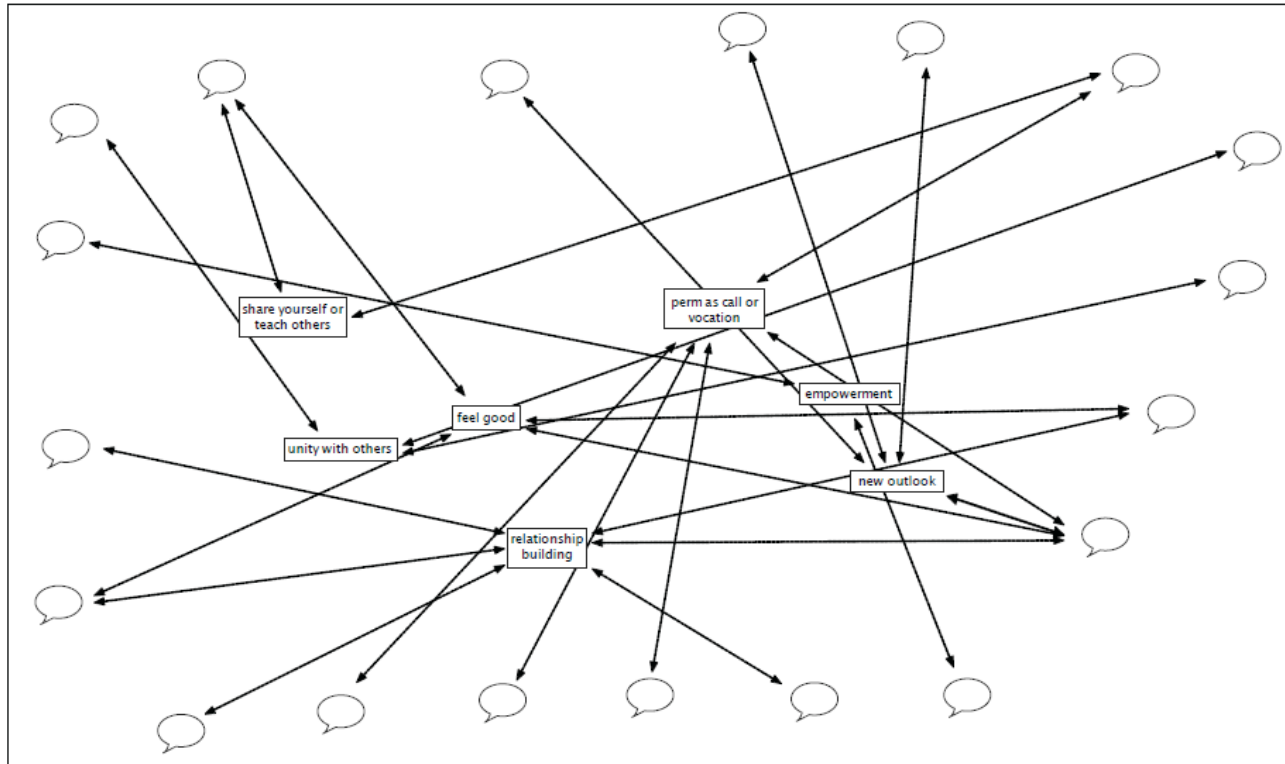 share yourself or
teach others
perm as call or
vocation
empowerment
feel good
unity with others
new outlook
relationship
building